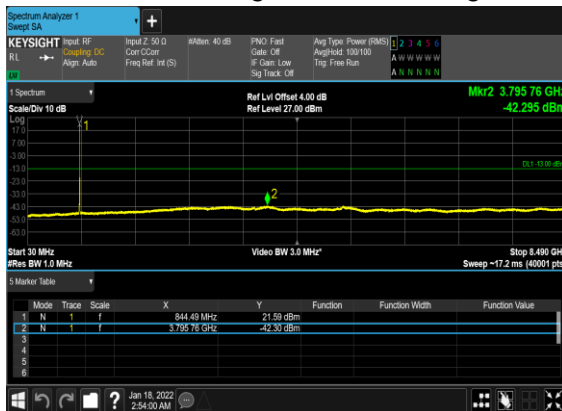 Spectrum Analyzer 1
Swept SA
+
KEYSIGHT Input: RF Input Z: 50 Ω #Atten: 40 dB PNO: Fast Avg Type: Power (RMS) 1 2 3 4 5 6
RL Coupling: DC Corr CCorr Gate: Off Avg|Hold: 100/100 A W W W W W
Align: Auto Freq Ref: Int (S) IF Gain: Low Trig: Free Run A N N N N N
Sig Track: Off
1 Spectrum
Ref Lvl Offset 4.00 dB Mkr2 3.795 76 GHz
Scale/Div 10 dB Ref Level 27.00 dBm -42.295 dBm
Log
17.0
7.00
-3.00
-13.0
-23.0
-33.0
-43.0
-53.0
-63.0
1
DL1 -13.00 dBm
2
Start 30 MHz Video BW 3.0 MHz* Stop 8.490 GHz
#Res BW 1.0 MHz Sweep ~17.2 ms (40001 pts)
5 Marker Table
Mode Trace Scale X Y Function Function Width Function Value
1 N 1 f 844.49 MHz 21.59 dBm
2 N 1 f 3.795 76 GHz -42.30 dBm
3
4
5
6
? Jan 18, 2022
2:54:00 AM